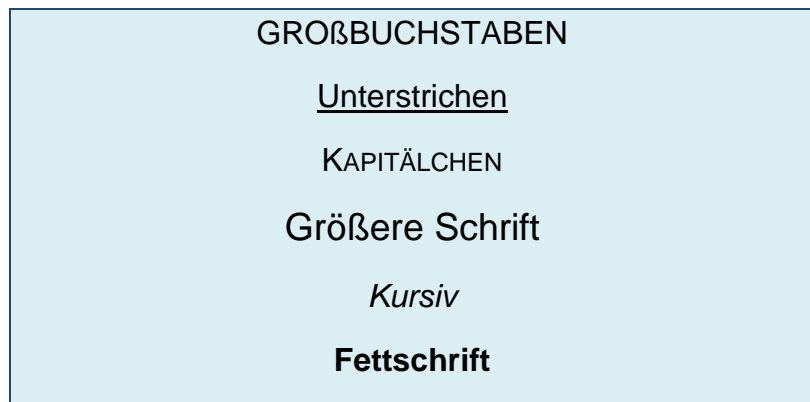 GROßBUCHSTABEN
Unterstrichen
KAPITÄLCHEN
Größere Schrift
Kursiv
Fettschrift